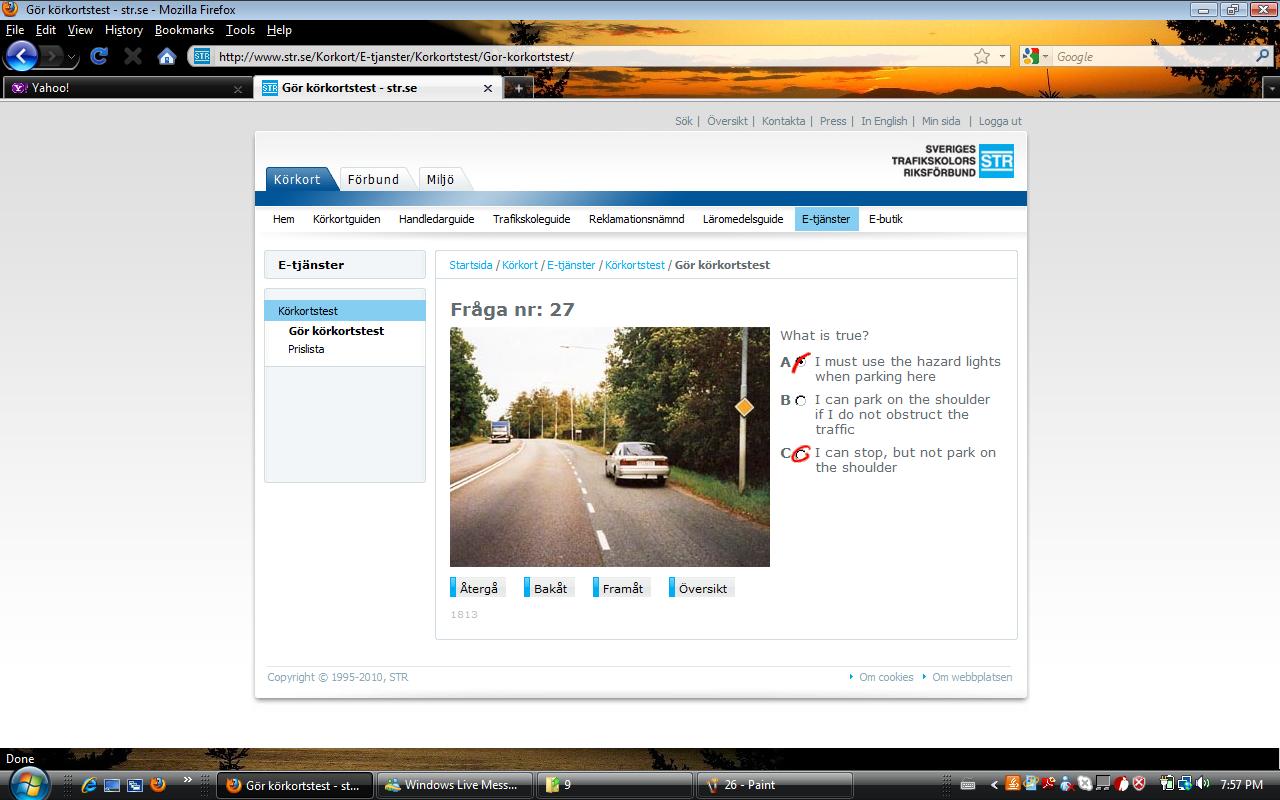 Gör körkortstest - str.se - Mozilla Firefox
File Edit View History Bookmarks Tools Help
STR http://www.str.se/Korkort/E-tjanster/Korkortstest/Gor-korkortstest/ Google
Yahoo! STR Gör körkortstest - str.se
Sök | Översikt | Kontakta | Press | In English | Min sida | Logga ut
SVERIGES
TRAFIKSKOLORS
RIKSFÖRBUND
STR
Körkort Förbund Miljö
Hem Körkortguiden Handledarguide Trafikskoleguide Reklamationsnämnd Läromedelsguide E-tjänster E-butik
E-tjänster
Körkortstest
Gör körkortstest
Prislista
Startsida / Körkort / E-tjänster / Körkortstest / Gör körkortstest
Fråga nr: 27
What is true?
A I must use the hazard lights
when parking here
B I can park on the shoulder
if I do not obstruct the
traffic
C I can stop, but not park on
the shoulder
Återgå Bakåt Framåt Översikt
1813
Copyright © 1995-2010, STR
Om cookies Om webbplatsen
Done
Gör körkortstest - st... Windows Live Mess... 9 26 - Paint 7:57 PM